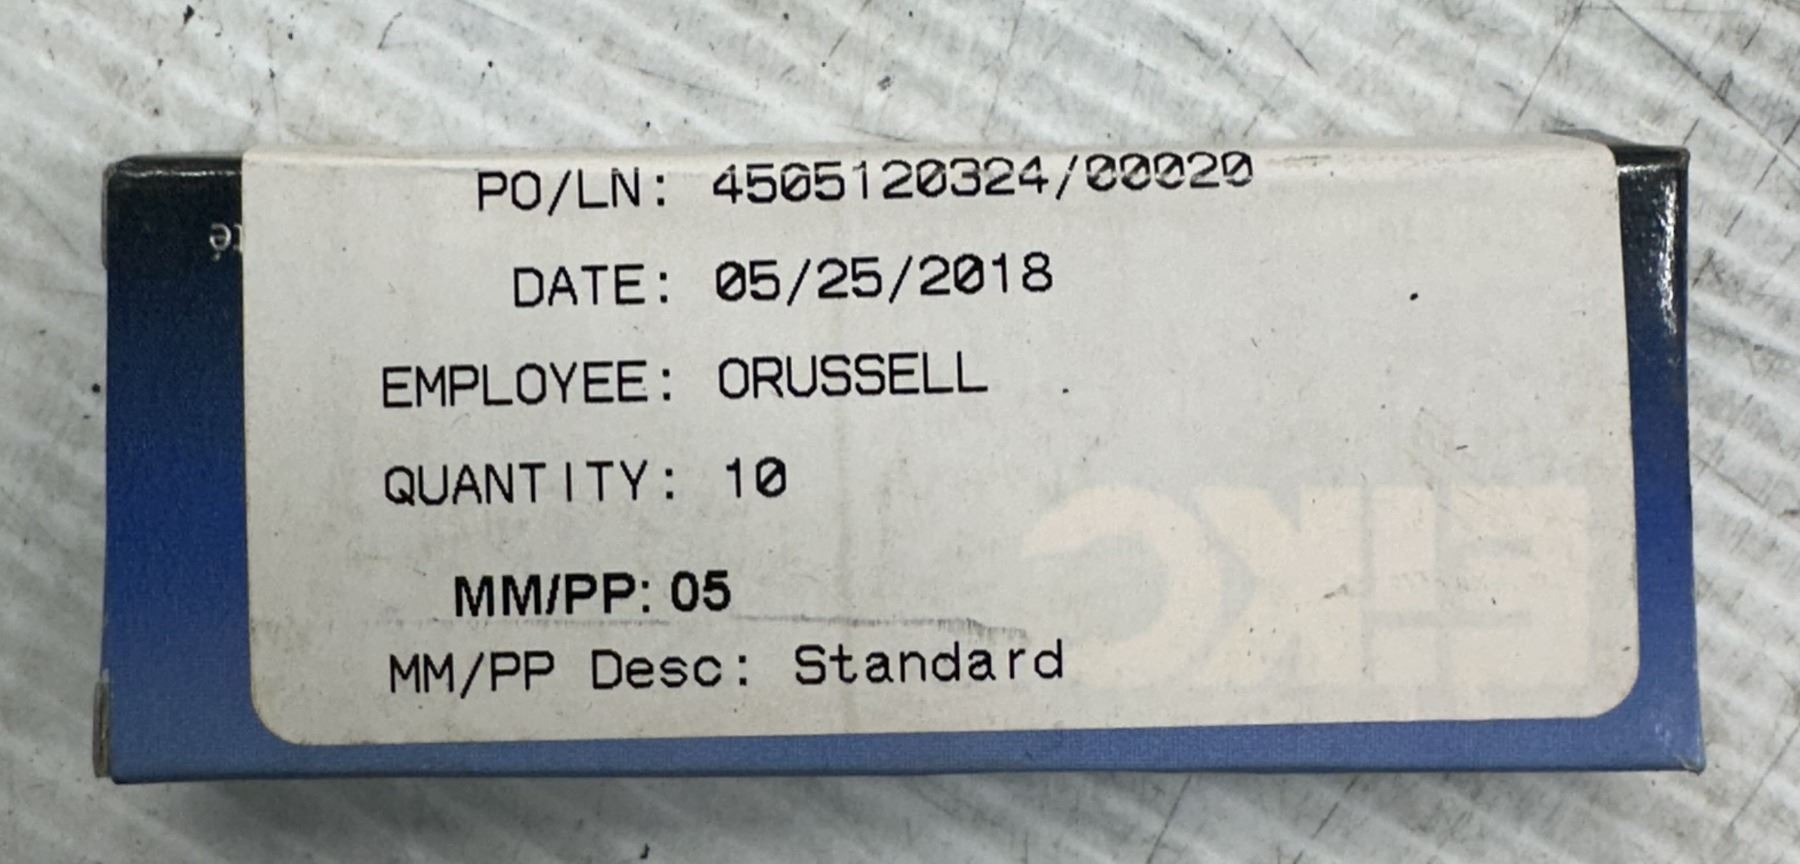 PO/LN: 4505120324/00020
DATE: 05/25/2018
EMPLOYEE: ORUSSELL
QUANTITY: 10
MM/PP: 05
MM/PP Desc: Standard